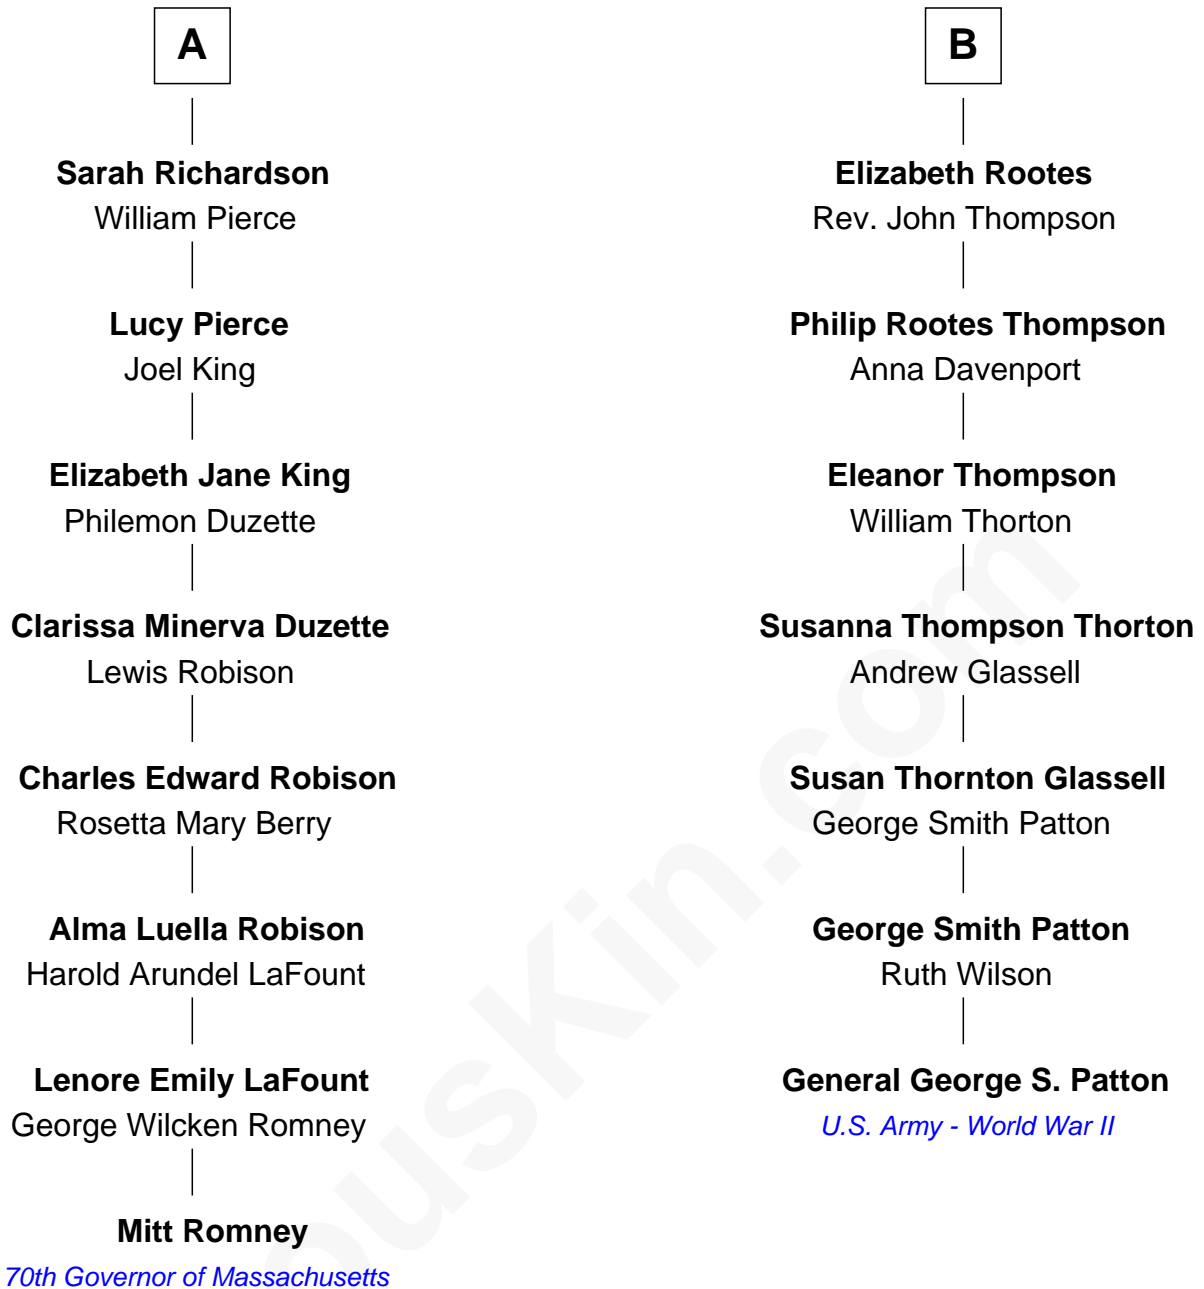 A
Sarah Richardson
William Pierce
Lucy Pierce
Joel King
Elizabeth Jane King
Philemon Duzette
Clarissa Minerva Duzette
Lewis Robison
Charles Edward Robison
Rosetta Mary Berry
Alma Luella Robison
Harold Arundel LaFount
Lenore Emily LaFount
George Wilcken Romney
Mitt Romney
70th Governor of Massachusetts
B
Elizabeth Rootes
Rev. John Thompson
Philip Rootes Thompson
Anna Davenport
Eleanor Thompson
William Thorton
Susanna Thompson Thorton
Andrew Glassell
Susan Thornton Glassell
George Smith Patton
George Smith Patton
Ruth Wilson
General George S. Patton
U.S. Army - World War II
ousKin.com